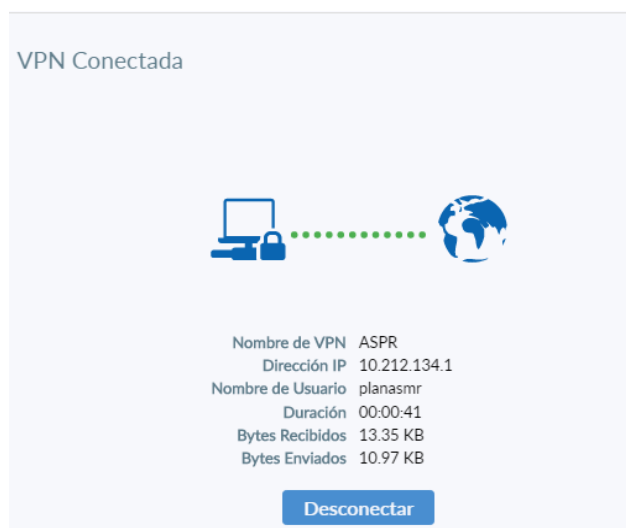 VPN Conectada
Nombre de VPN ASPR
Dirección IP 10.212.134.1
Nombre de Usuario planasmr
Duración 00:00:41
Bytes Recibidos 13.35 KB
Bytes Enviados 10.97 KB
Desconectar